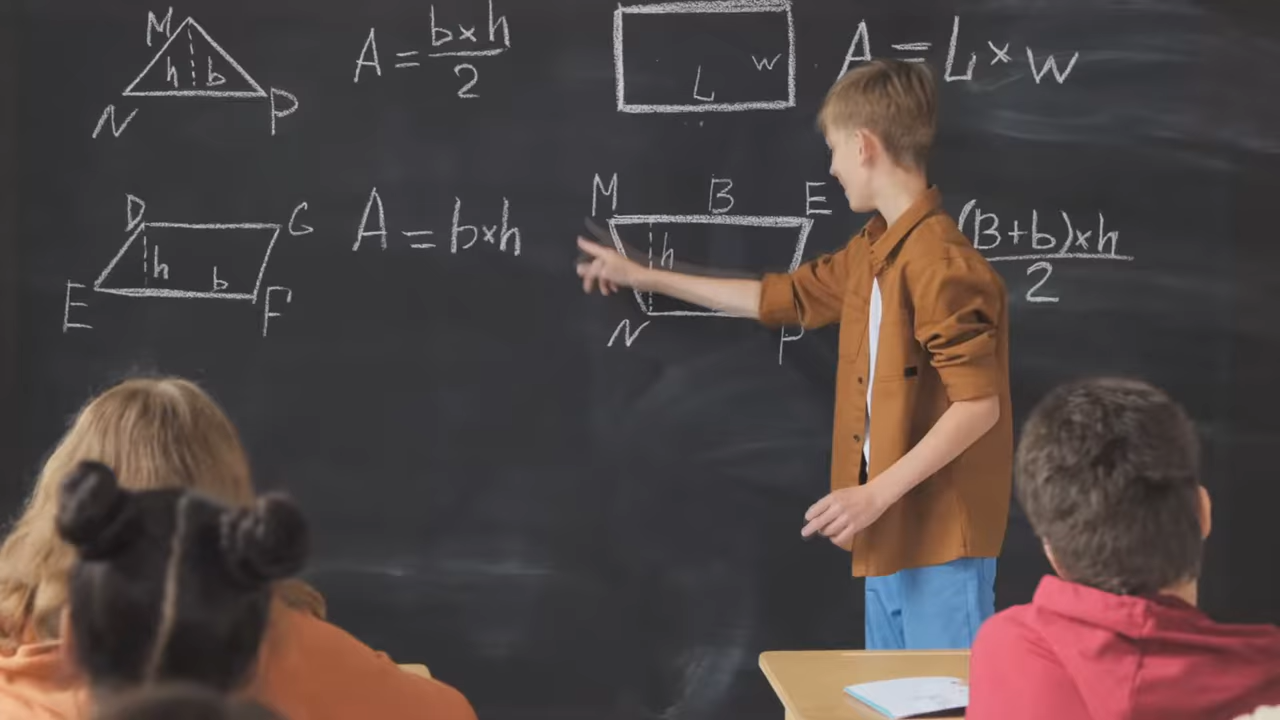 M
h b
N P
A = b×h/2
w
L
A = L×w
D G
h b
E F
A = b×h
M B E
h
N P
(B+b)×h/2